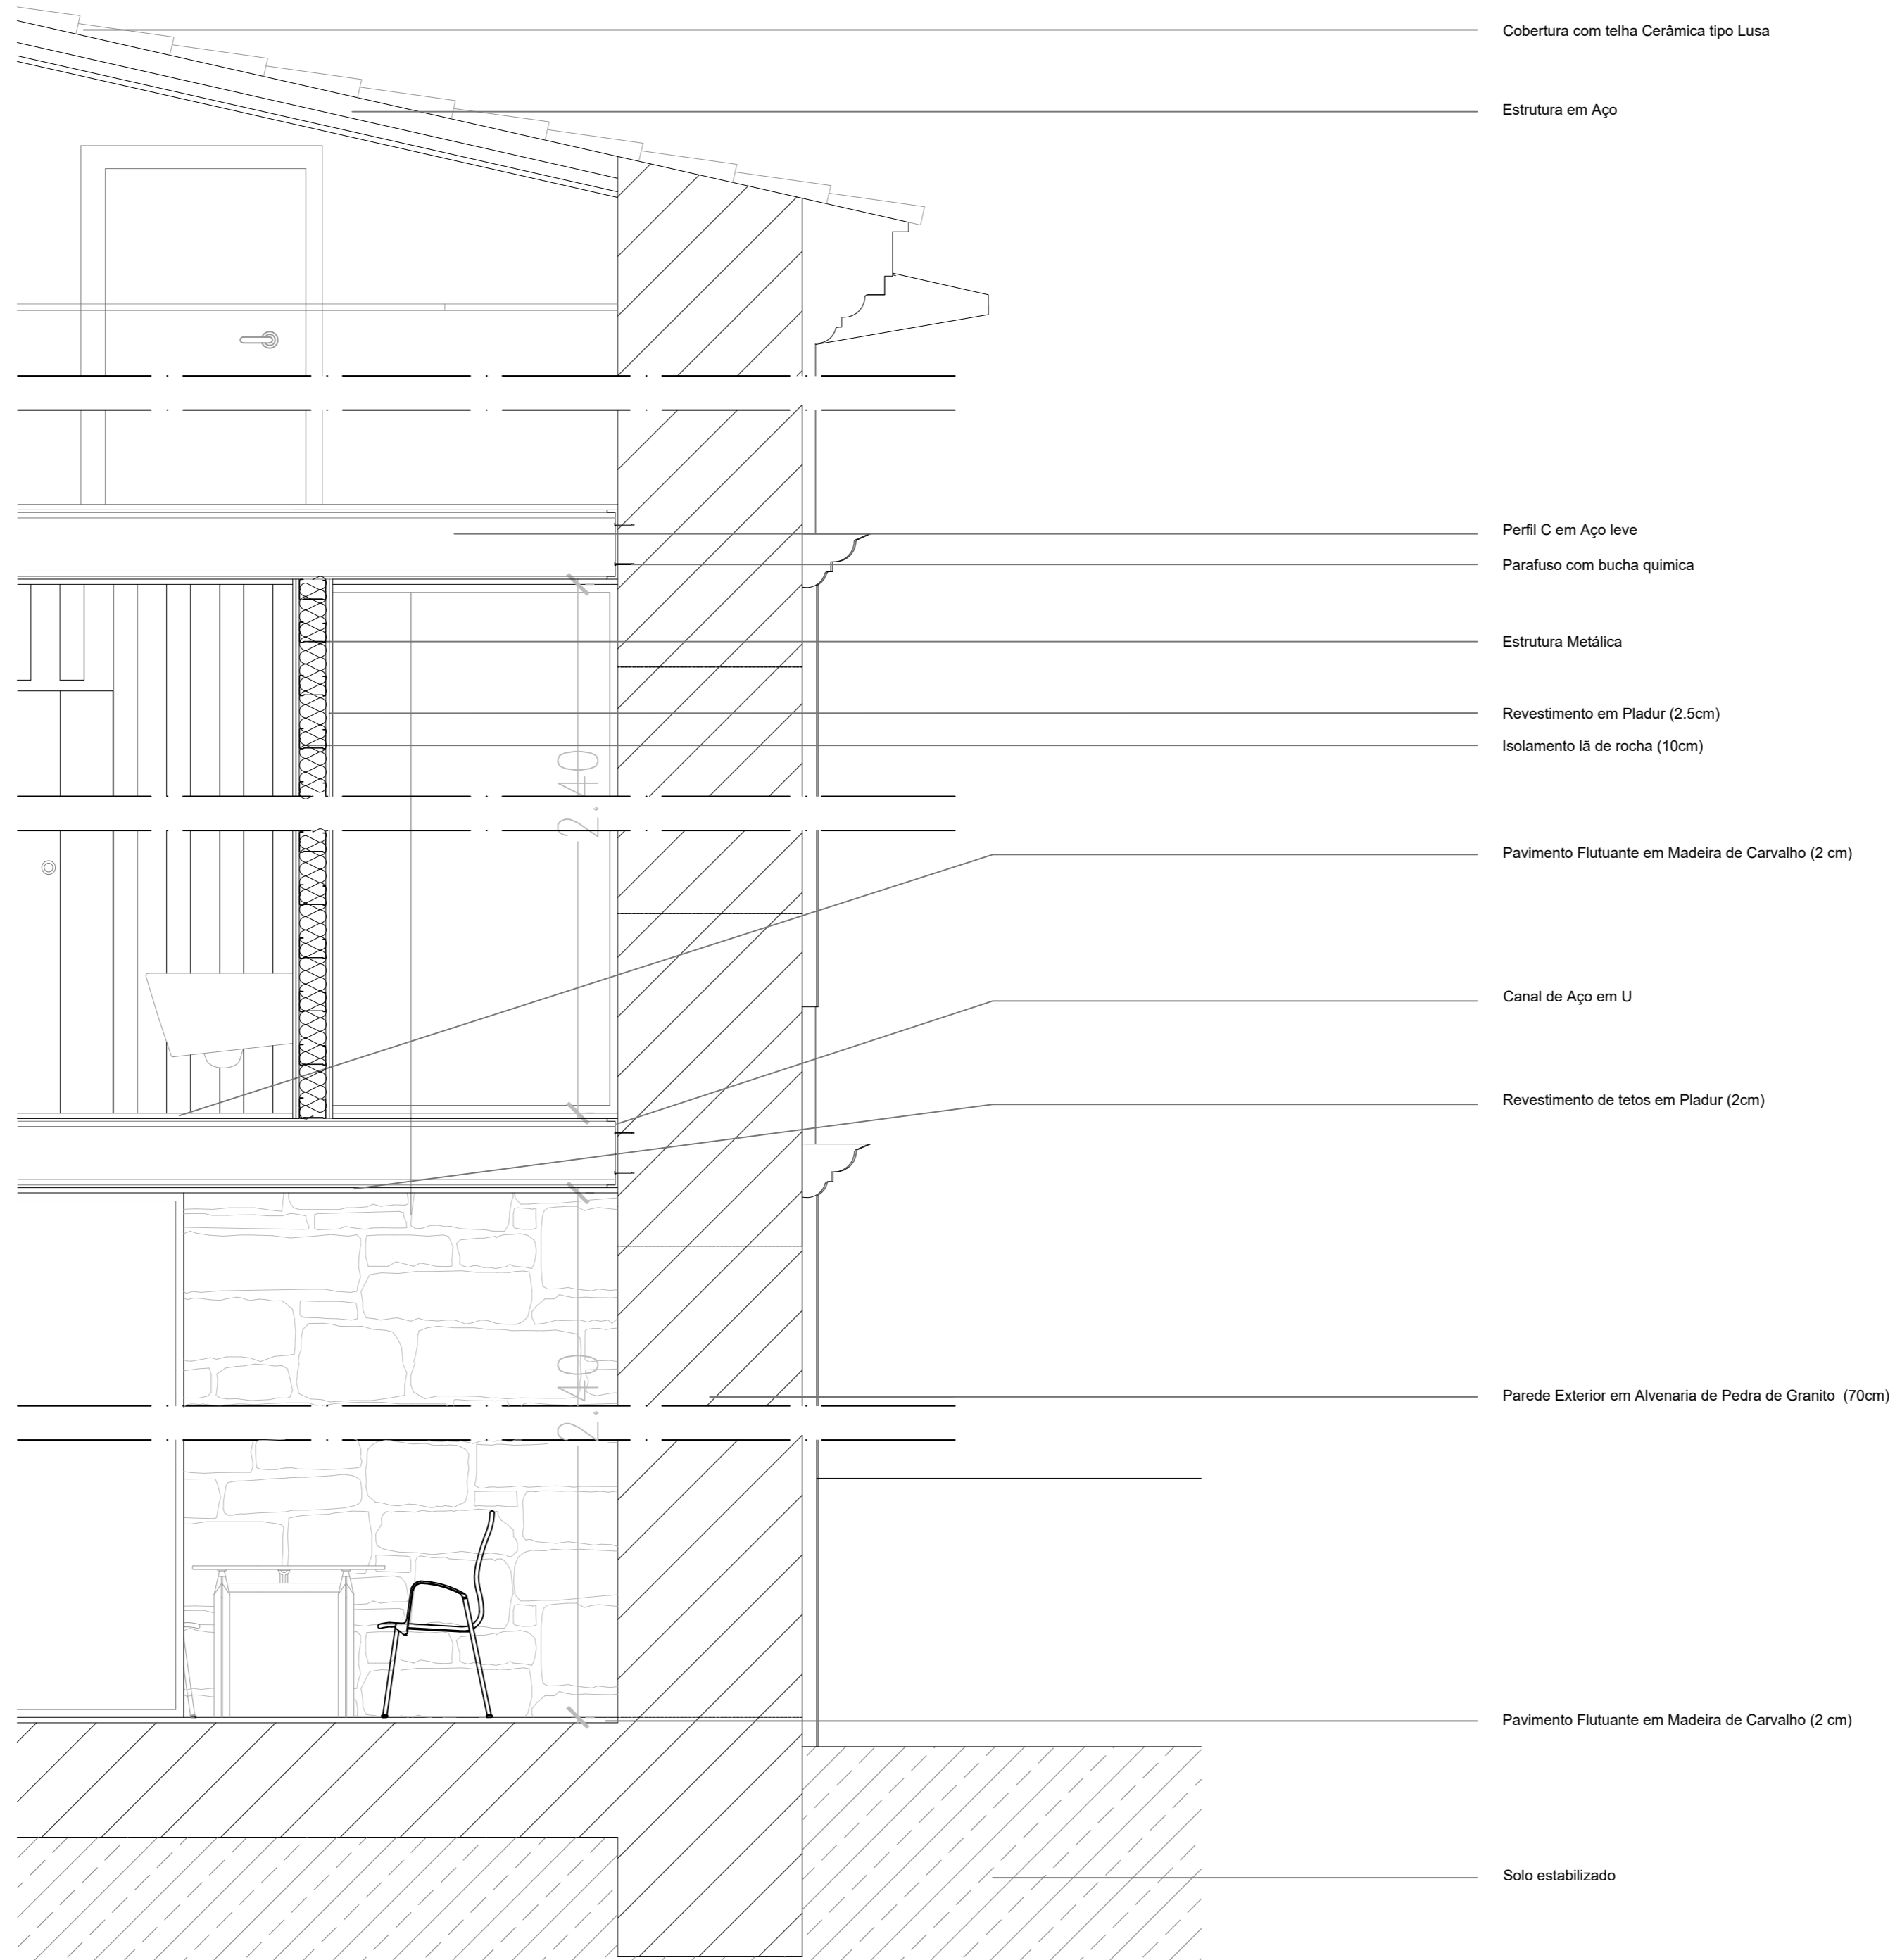 Cobertura com telha Cerâmica tipo Lusa
Estrutura em Aço
Perfil C em Aço leve
Parafuso com bucha quimica
Estrutura Metálica
Revestimento em Pladur (2.5cm)
Isolamento lã de rocha (10cm)
2.40
Pavimento Flutuante em Madeira de Carvalho (2 cm)
Canal de Aço em U
Revestimento de tetos em Pladur (2cm)
2.40
Parede Exterior em Alvenaria de Pedra de Granito  (70cm)
Pavimento Flutuante em Madeira de Carvalho (2 cm)
Solo estabilizado